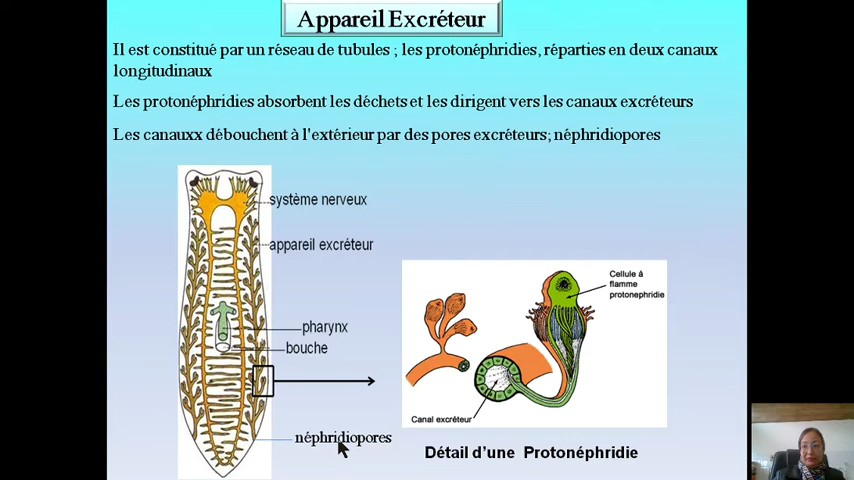 Appareil Excréteur
Il est constitué par un réseau de tubules ; les protonéphridies, réparties en deux canaux
longitudinaux
Les protonéphridies absorbent les déchets et les dirigent vers les canaux excréteurs
Les canauxx débouchent à l'extérieur par des pores excréteurs; néphridiopores
système nerveux
appareil excréteur
pharynx
bouche
néphridiopores
Cellule à
flamme
protonephridie
Canal excréteur
Détail d'une Protonéphridie